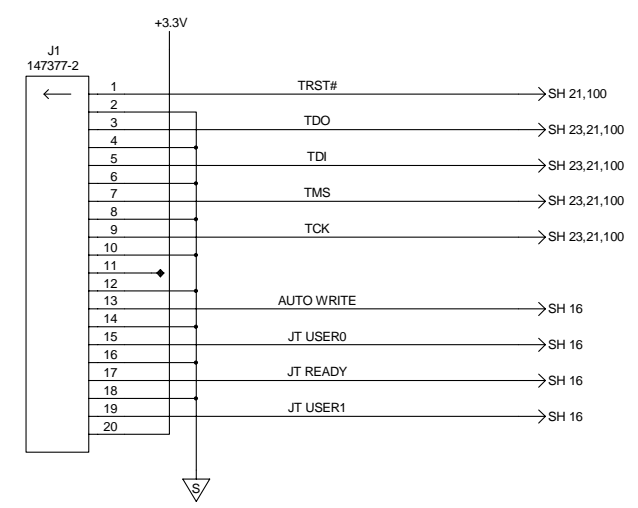 +3.3V
J1
147377-2
1 TRST# SH 21,100
2
3 TDO SH 23,21,100
4
5 TDI SH 23,21,100
6
7 TMS SH 23,21,100
8
9 TCK SH 23,21,100
10
11
12
13 AUTO WRITE SH 16
14
15 JT USER0 SH 16
16
17 JT READY SH 16
18
19 JT USER1 SH 16
20
S